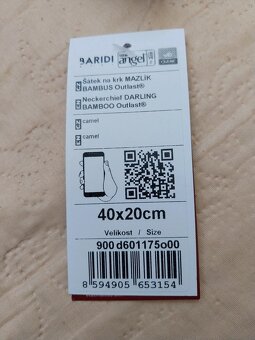 BARIDI angel
Šátek na krk MAZLÍK
BAMBUS Outlast®
Neckerchief DARLING
BAMBOO Outlast®
camel
camel
40x20cm
Velikost / Size
900 d601175o00
8 594905 653154